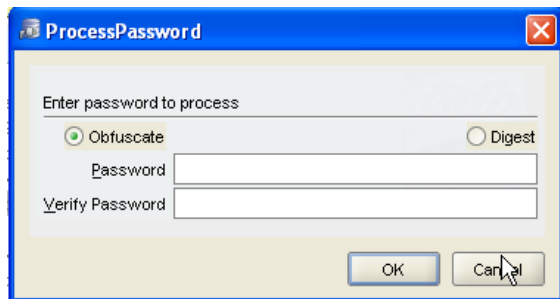 ProcessPassword
Enter password to process
Obfuscate Digest
Password
Verify Password
OK Cancel